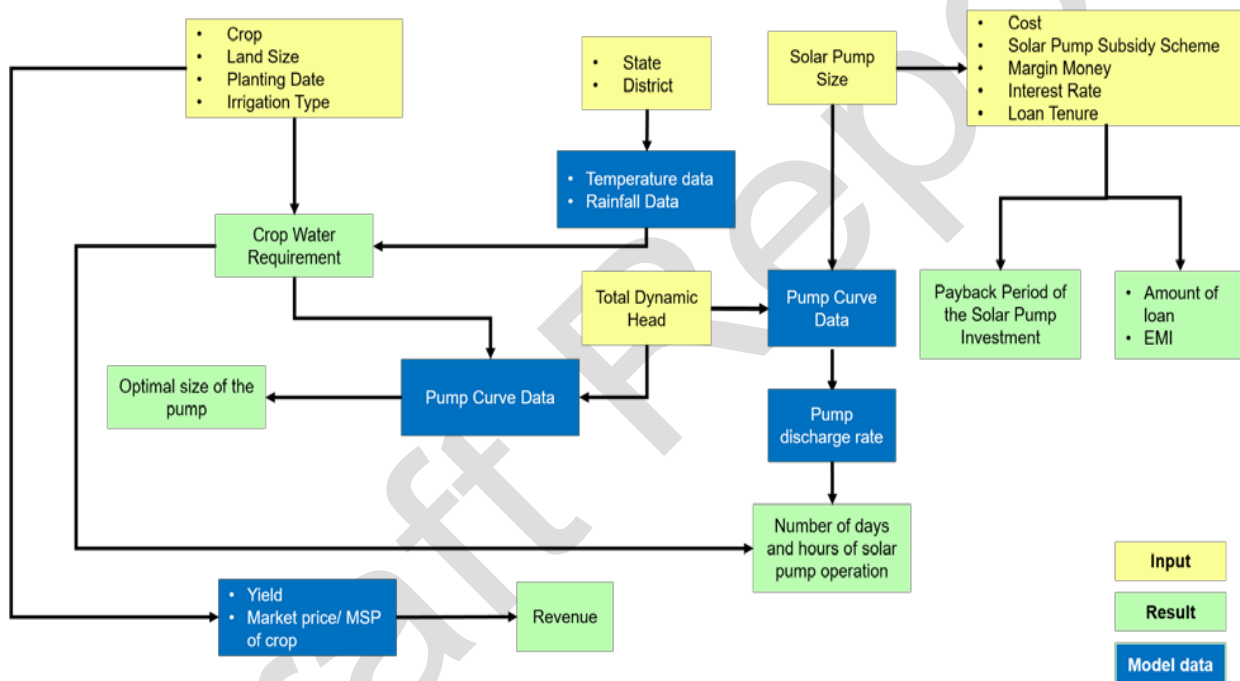 • Crop
• Land Size
• Planting Date
• Irrigation Type
• State
• District
Solar Pump
Size
• Cost
• Solar Pump Subsidy Scheme
• Margin Money
• Interest Rate
• Loan Tenure
• Temperature data
• Rainfall Data
Crop Water
Requirement
Total Dynamic
Head
Pump Curve
Data
Payback Period of
the Solar Pump
Investment
• Amount of
loan
• EMI
Optimal size of the
pump
Pump Curve Data
Pump
discharge rate
Number of days
and hours of solar
pump operation
• Yield
• Market price/ MSP
of crop
Revenue
Input
Result
Model data
aft Repo